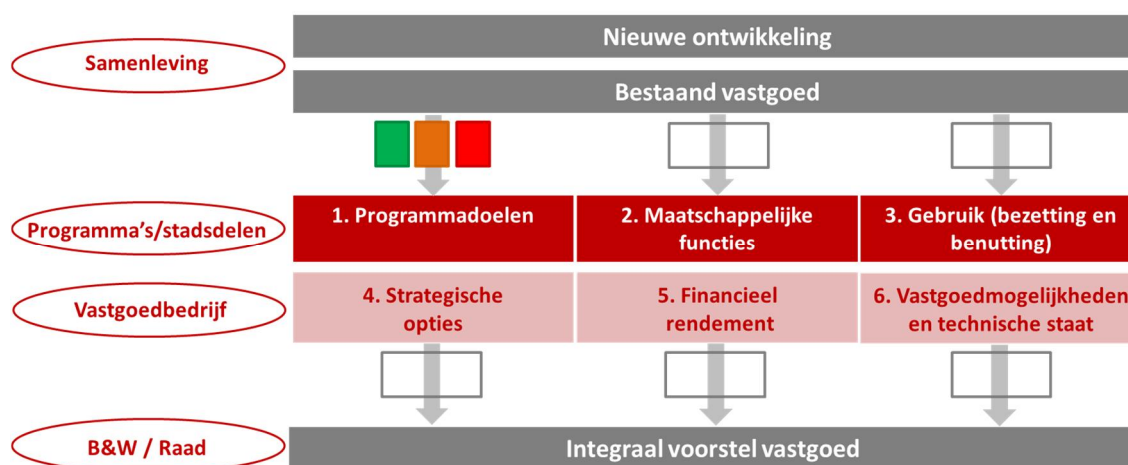 Nieuwe ontwikkeling
Samenleving
Bestaand vastgoed
Programma's/stadsdelen
1. Programmadoelen
2. Maatschappelijke
functies
3. Gebruik (bezetting en
benutting)
Vastgoedbedrijf
4. Strategische
opties
5. Financieel
rendement
6. Vastgoedmogelijkheden
en technische staat
B&W / Raad
Integraal voorstel vastgoed